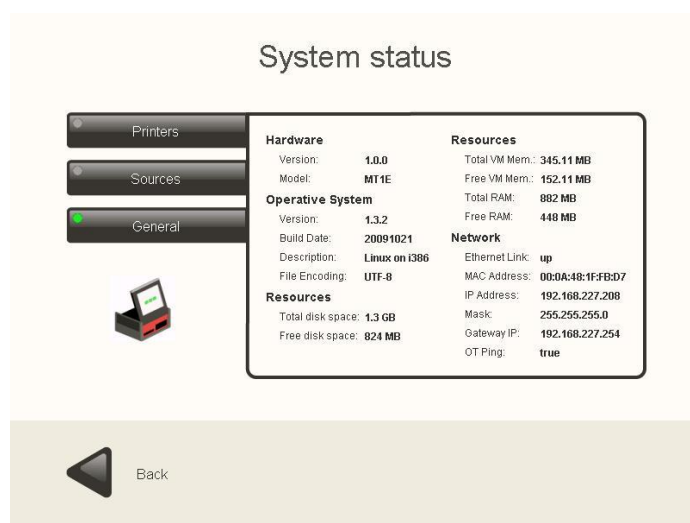 System status
Printers
Sources
General
Hardware
Version: 1.0.0
Model: MT1E
Operative System
Version: 1.3.2
Build Date: 20091021
Description: Linux on i386
File Encoding: UTF-8
Resources
Total disk space: 1.3 GB
Free disk space: 824 MB
Resources
Total VM Mem.: 345.11 MB
Free VM Mem.: 152.11 MB
Total RAM: 882 MB
Free RAM: 448 MB
Network
Ethernet Link: up
MAC Address: 00:0A:48:1F:FB:D7
IP Address: 192.168.227.208
Mask: 255.255.255.0
Gateway IP: 192.168.227.254
OT Ping: true
Back